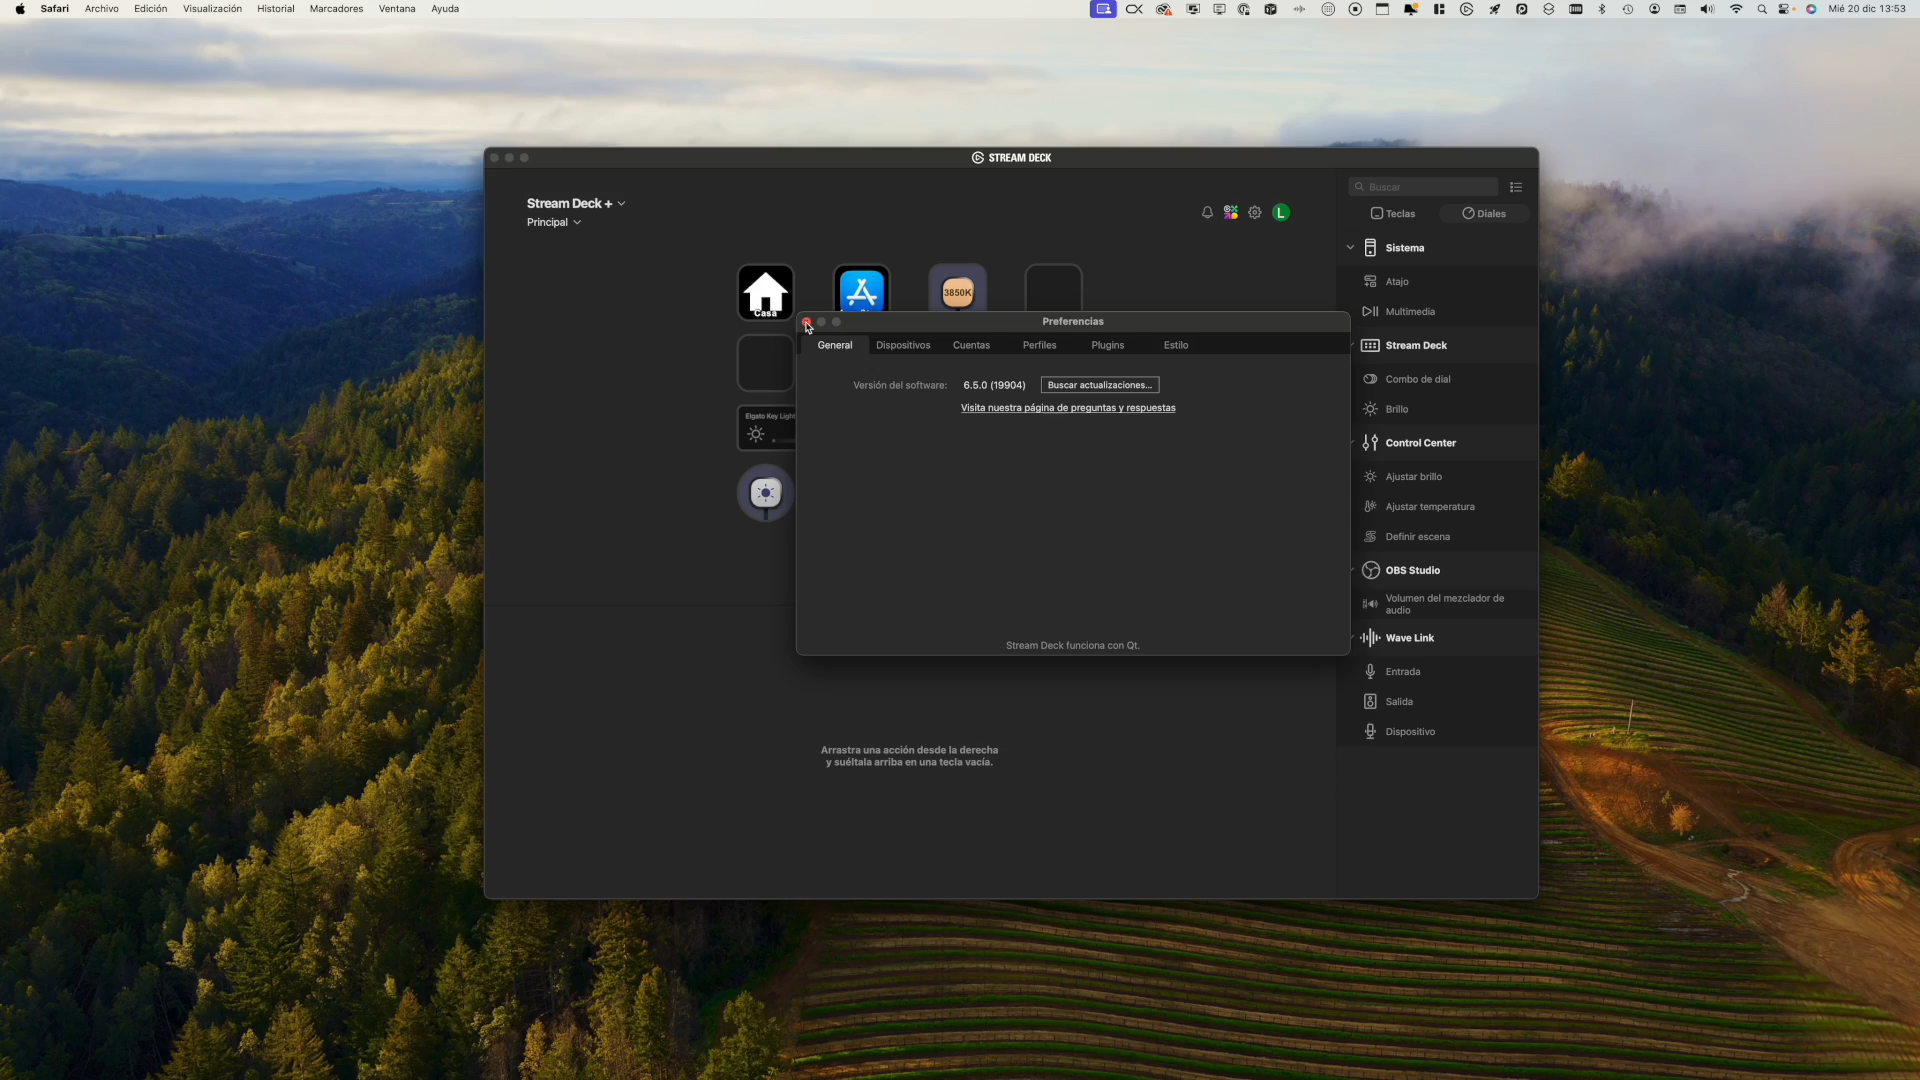 Safari Archivo Edición Visualización Historial Marcadores Ventana Ayuda
Mié 20 dic 13:53
STREAM DECK
Stream Deck +
Principal
L
Buscar
Teclas
Diales
Sistema
Atajo
Multimedia
Stream Deck
Combo de dial
Brillo
Control Center
Ajustar brillo
Ajustar temperatura
Definir escena
OBS Studio
Volumen del mezclador de
audio
Wave Link
Entrada
Salida
Dispositivo
Casa
3850K
Elgato Key Light
Preferencias
General Dispositivos Cuentas Perfiles Plugins Estilo
Versión del software: 6.5.0 (19904) Buscar actualizaciones...
Visita nuestra página de preguntas y respuestas
Stream Deck funciona con Qt.
Arrastra una acción desde la derecha
y suéltala arriba en una tecla vacía.